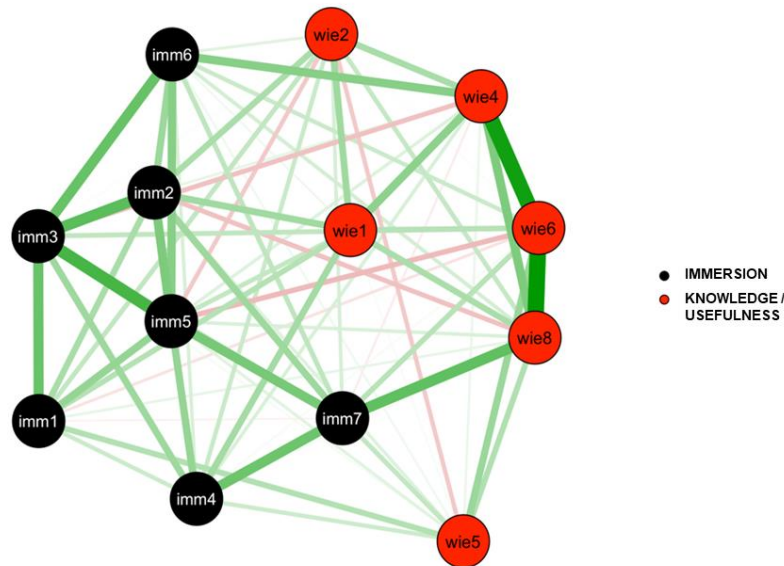 wie2
imm6
wie4
imm2
wie1
wie6
imm3
IMMERSION
KNOWLEDGE /
USEFULNESS
imm5
wie8
imm1
imm7
imm4
wie5